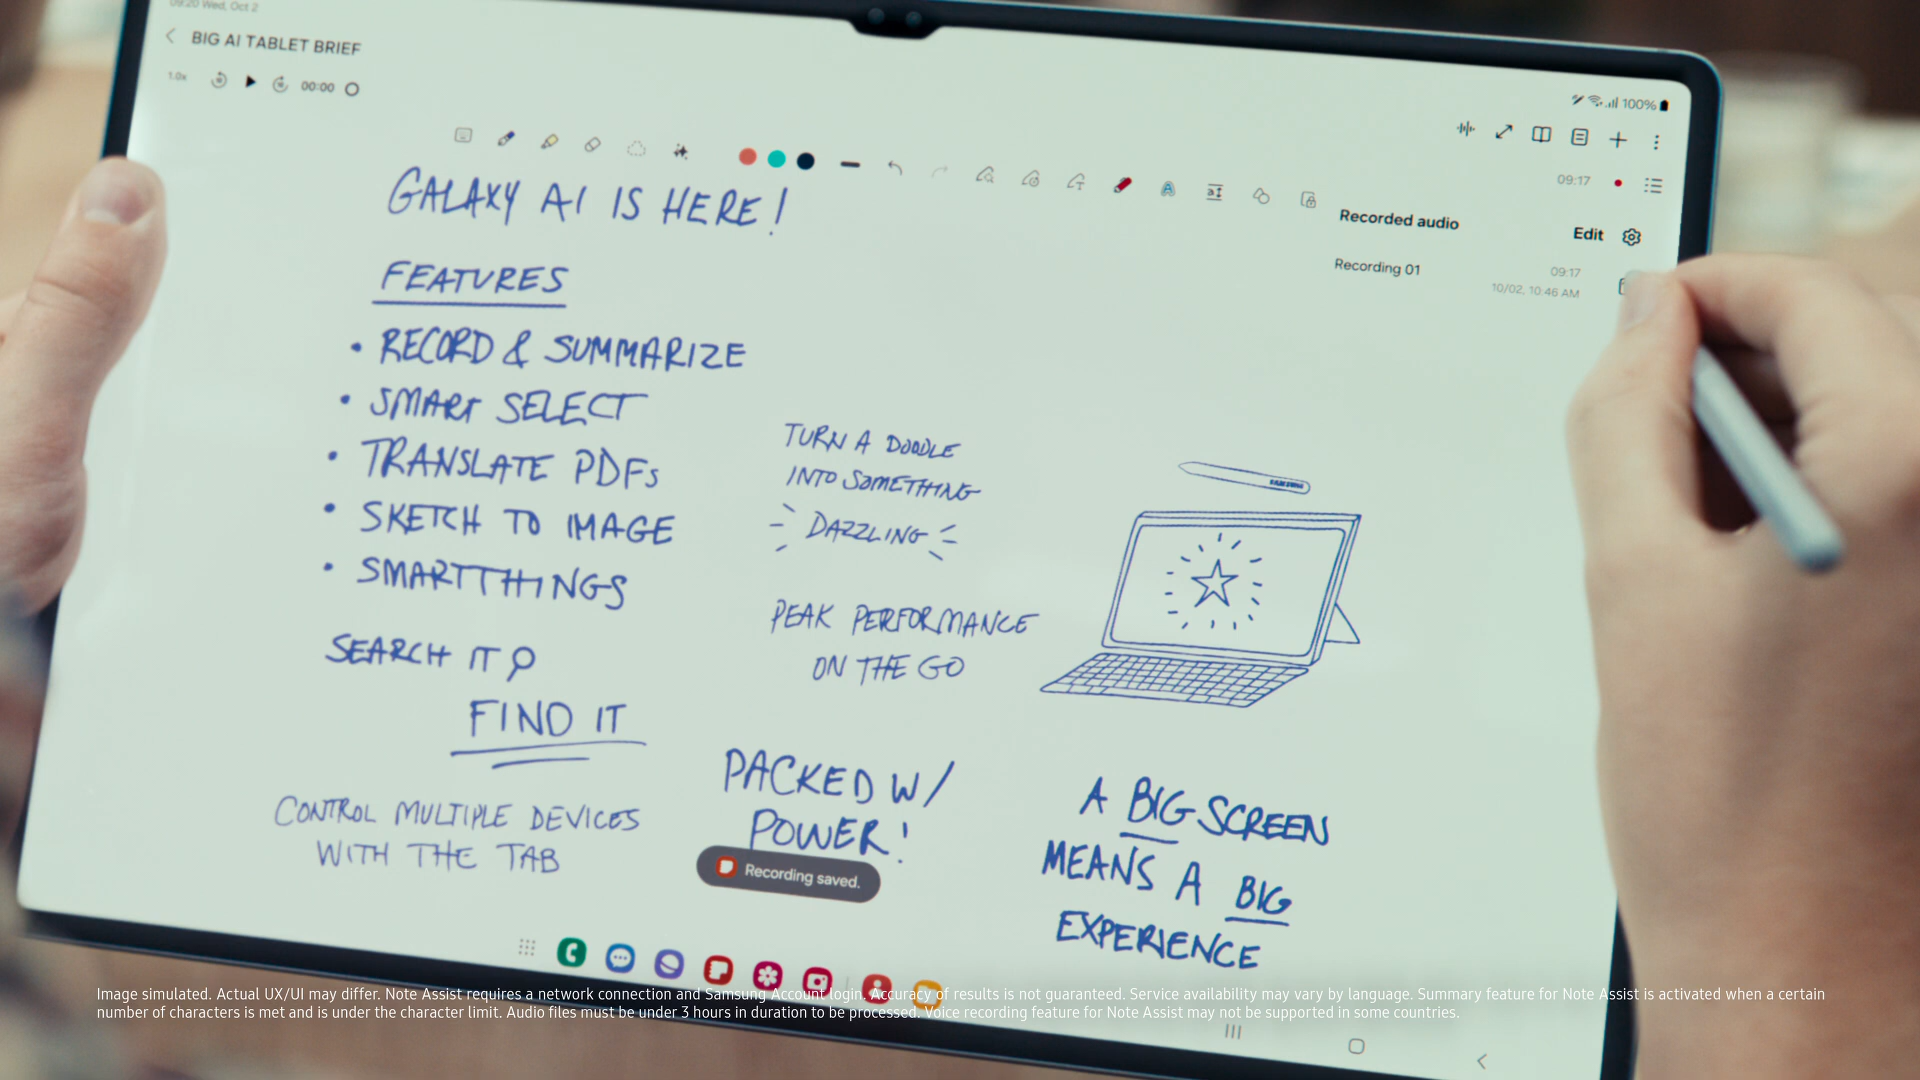 09:20 Wed, Oct 2
BIG AI TABLET BRIEF
100%
1.0x
00:00
09:17
Recorded audio
Edit
Recording 01
09:17
10/02, 10:46 AM
GALAXY AI IS HERE!
FEATURES
• RECORD & SUMMARIZE
• SMART SELECT
• TRANSLATE PDFs
• SKETCH TO IMAGE
• SMARTTHINGS
SEARCH IT
FIND IT
CONTROL MULTIPLE DEVICES
WITH THE TAB
TURN A DOODLE
INTO SOMETHING
DAZZLING
PEAK PERFORMANCE
ON THE GO
SAMSUNG
PACKED W/
POWER!
A BIG SCREEN
MEANS A BIG
EXPERIENCE
Recording saved.
Image simulated. Actual UX/UI may differ. Note Assist requires a network connection and Samsung Account login. Accuracy of results is not guaranteed. Service availability may vary by language. Summary feature for Note Assist is activated when a certain
number of characters is met and is under the character limit. Audio files must be under 3 hours in duration to be processed. Voice recording feature for Note Assist may not be supported in some countries.